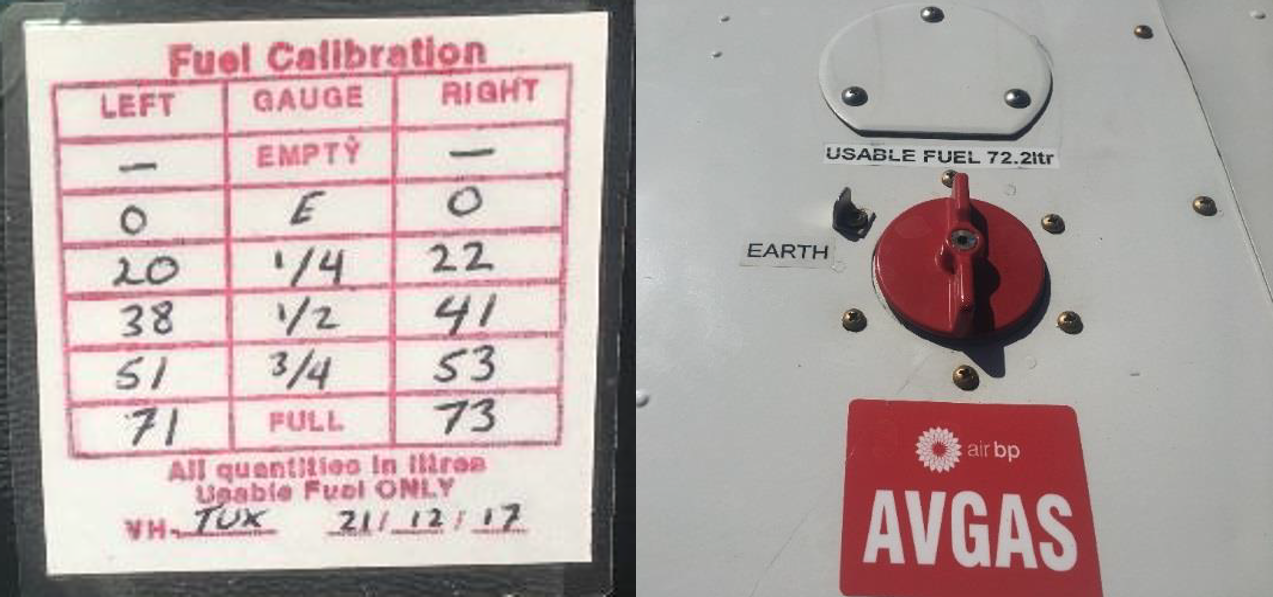 Fuel Calibration
LEFT GAUGE RIGHT
— EMPTY —
0 E 0
20 1/4 22
38 1/2 41
51 3/4 53
71 FULL 73
All quantities in litres
Usable Fuel ONLY
VH-TUX 21/12/17
USABLE FUEL 72.2ltr
EARTH
air bp
AVGAS